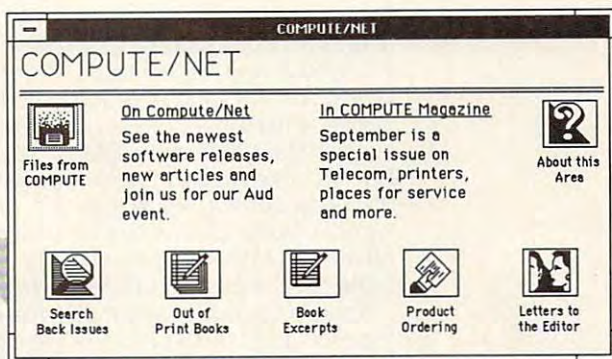 COMPUTE/NET
COMPUTE/NET
On Compute/Net
See the newest
software releases,
new articles and
join us for our Aud
event.
In COMPUTE Magazine
September is a
special issue on
Telecom, printers,
places for service
and more.
Files from
COMPUTE
About this
Area
Search
Back Issues
Out of
Print Books
Book
Excerpts
Product
Ordering
Letters to
the Editor